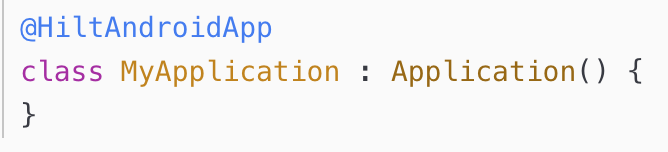 @HiltAndroidApp
class MyApplication : Application() {
}